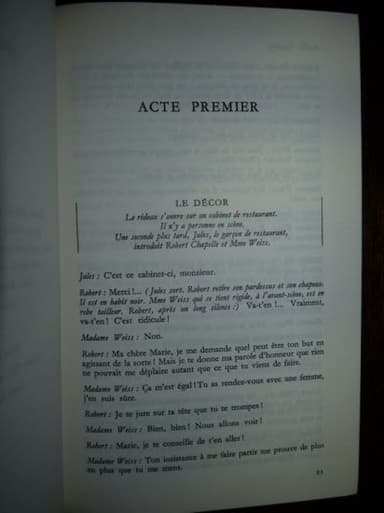 ACTE PREMIER
LE DÉCOR
Le rideau s'ouvre sur un cabinet de restaurant.
Il n'y a personne en scène.
Une seconde plus tard, Jules, le garçon de restaurant,
introduit Robert Chapelle et Mme Weiss.
Jules : C'est ce cabinet-ci, monsieur.
Robert : Merci !... (Jules sort. Robert retire son pardessus et son chapeau.
Il est en habit noir. Mme Weiss qui se tient rigide, à l'avant-scène, est en
robe tailleur. Robert, après un long silence :) Va-t'en !... Vraiment,
va-t'en ! C'est ridicule !
Madame Weiss : Non.
Robert : Ma chère Marie, je me demande quel peut être ton but en
agissant de la sorte ! Mais je te donne ma parole d'honneur que rien
ne pouvait me déplaire autant que ce que tu viens de faire.
Madame Weiss : Ça m'est égal ! Tu as rendez-vous avec une femme,
j'en suis sûre.
Robert : Je te jure sur ta tête que tu te trompes !
Madame Weiss : Bien, bien ! Nous allons voir !
Robert : Marie, je te conseille de t'en aller !
Madame Weiss : Ton insistance à me faire partir me prouve de plus
en plus que tu me mens.